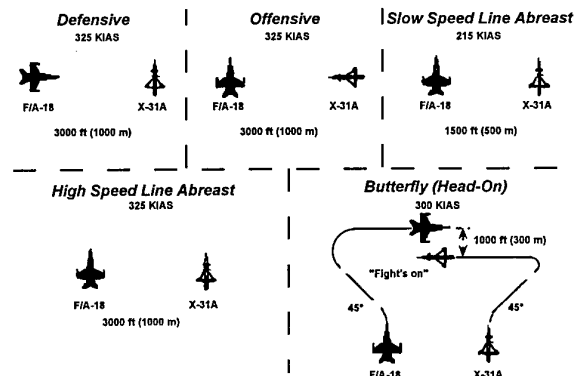 Defensive
325 KIAS
F/A-18
X-31A
3000 ft (1000 m)
Offensive
325 KIAS
F/A-18
X-31A
3000 ft (1000 m)
Slow Speed Line Abreast
215 KIAS
F/A-18
X-31A
1500 ft (500 m)
High Speed Line Abreast
325 KIAS
F/A-18
X-31A
3000 ft (1000 m)
Butterfly (Head-On)
300 KIAS
1000 ft (300 m)
"Fight's on"
45°
45°
F/A-18
X-31A